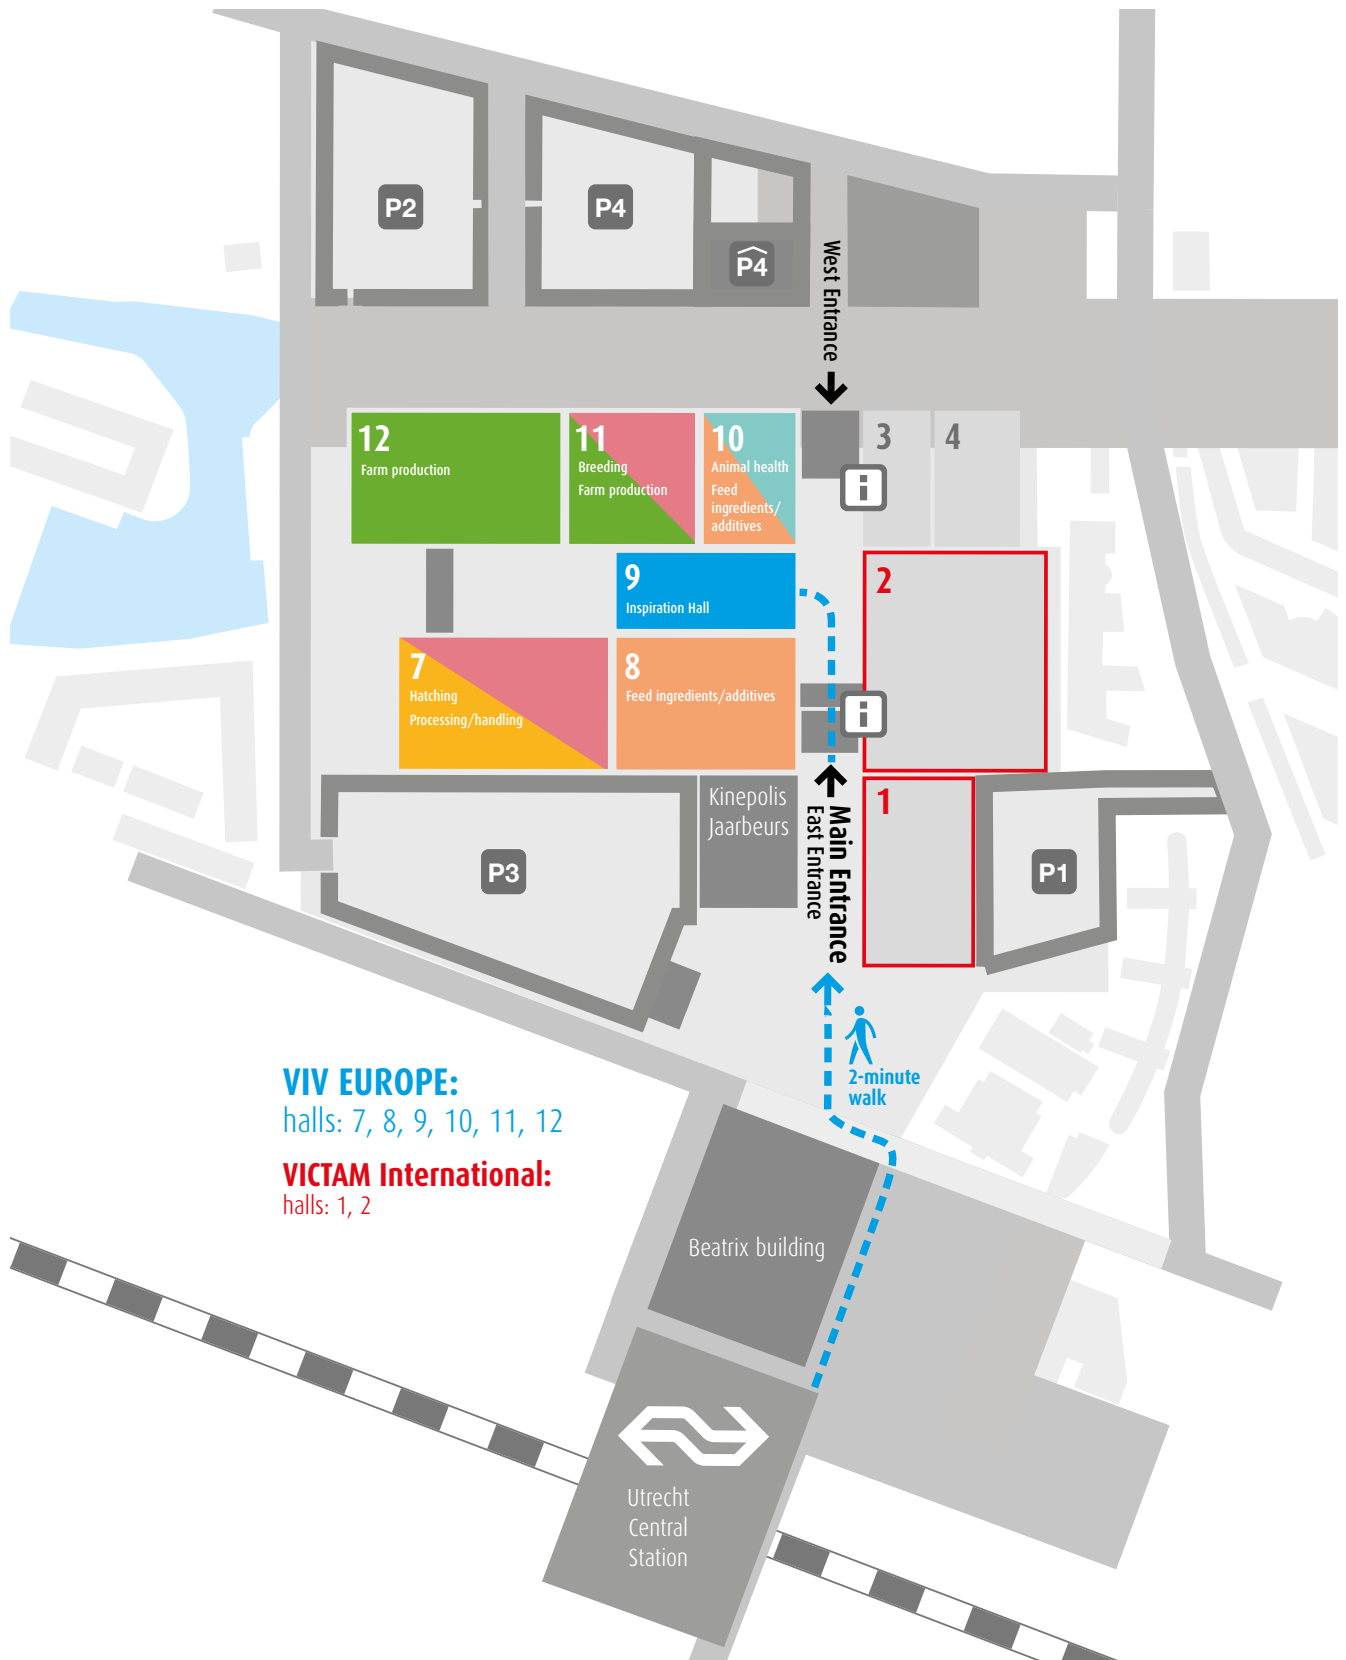 P2
P4
P4
West Entrance
12
Farm production
11
Breeding
Farm production
10
Animal health
Feed
ingredients/
additives
3
4
i
9
Inspiration Hall
2
7
Hatching
Processing/handling
8
Feed ingredients/additives
i
Kinepolis
Jaarbeurs
Main Entrance
East Entrance
1
P3
P1
2-minute
walk
VIV EUROPE:
halls: 7, 8, 9, 10, 11, 12
VICTAM International:
halls: 1, 2
Beatrix building
Utrecht
Central
Station